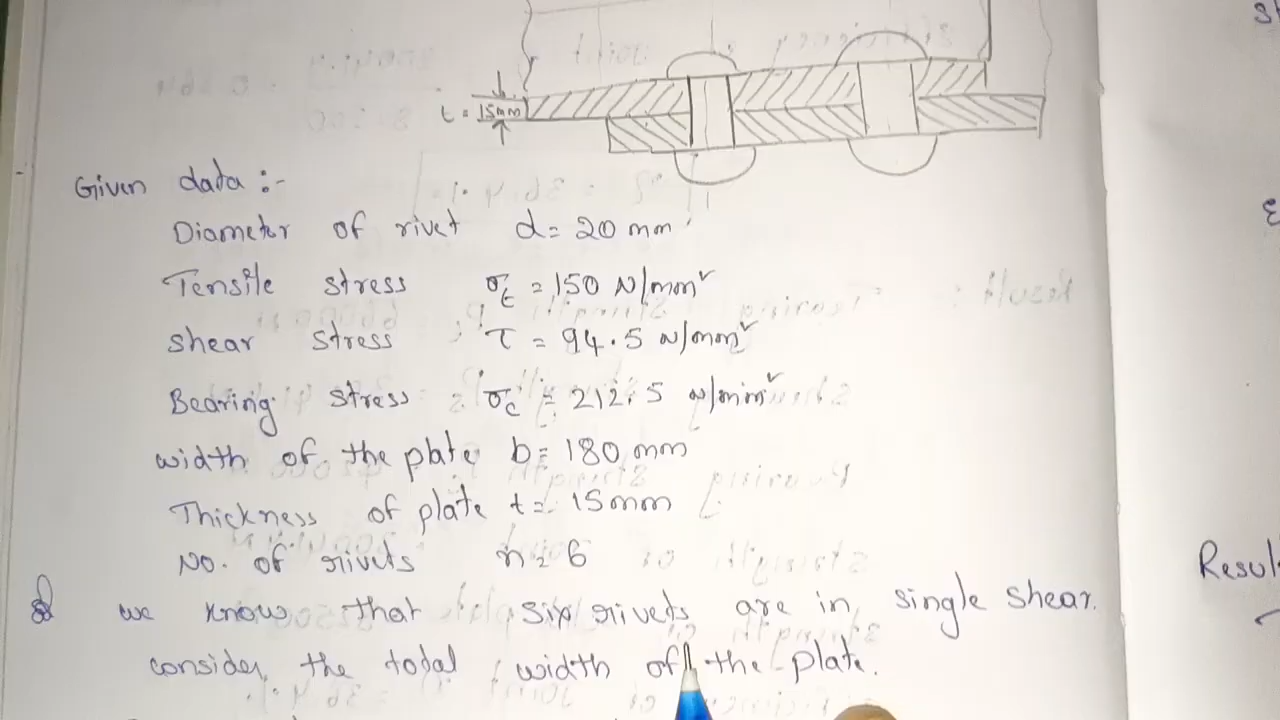 t = 15mm
Given data :-
Diameter of rivet d = 20 mm
Tensile stress σt = 150 N/mm²
shear stress τ = 94.5 N/mm²
Bearing stress σc = 212.5 N/mm²
width of the plate b = 180 mm
Thickness of plate t = 15mm
No. of rivets n = 6
we know that six rivets are in single shear.
consider the total width of the plate.
Resul